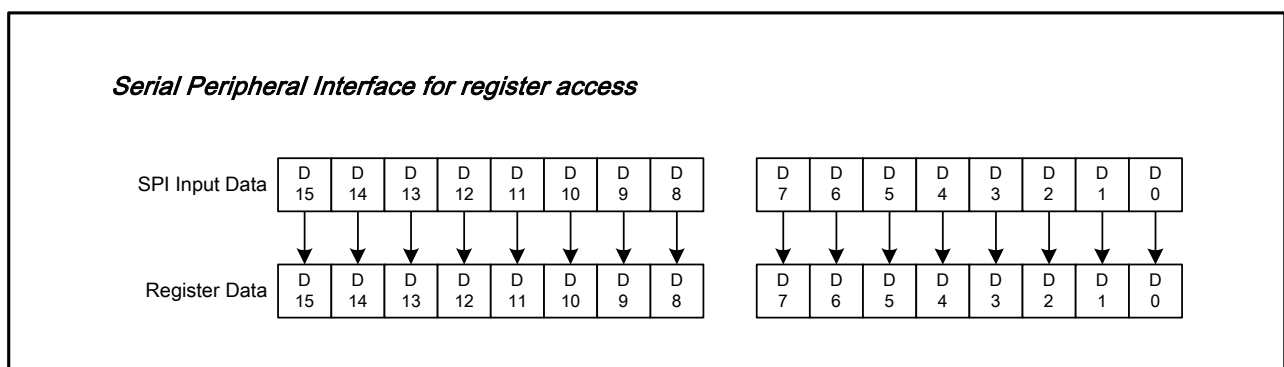 Serial Peripheral Interface for register access
SPI Input Data D 15 D 14 D 13 D 12 D 11 D 10 D 9 D 8 D 7 D 6 D 5 D 4 D 3 D 2 D 1 D 0
Register Data D 15 D 14 D 13 D 12 D 11 D 10 D 9 D 8 D 7 D 6 D 5 D 4 D 3 D 2 D 1 D 0